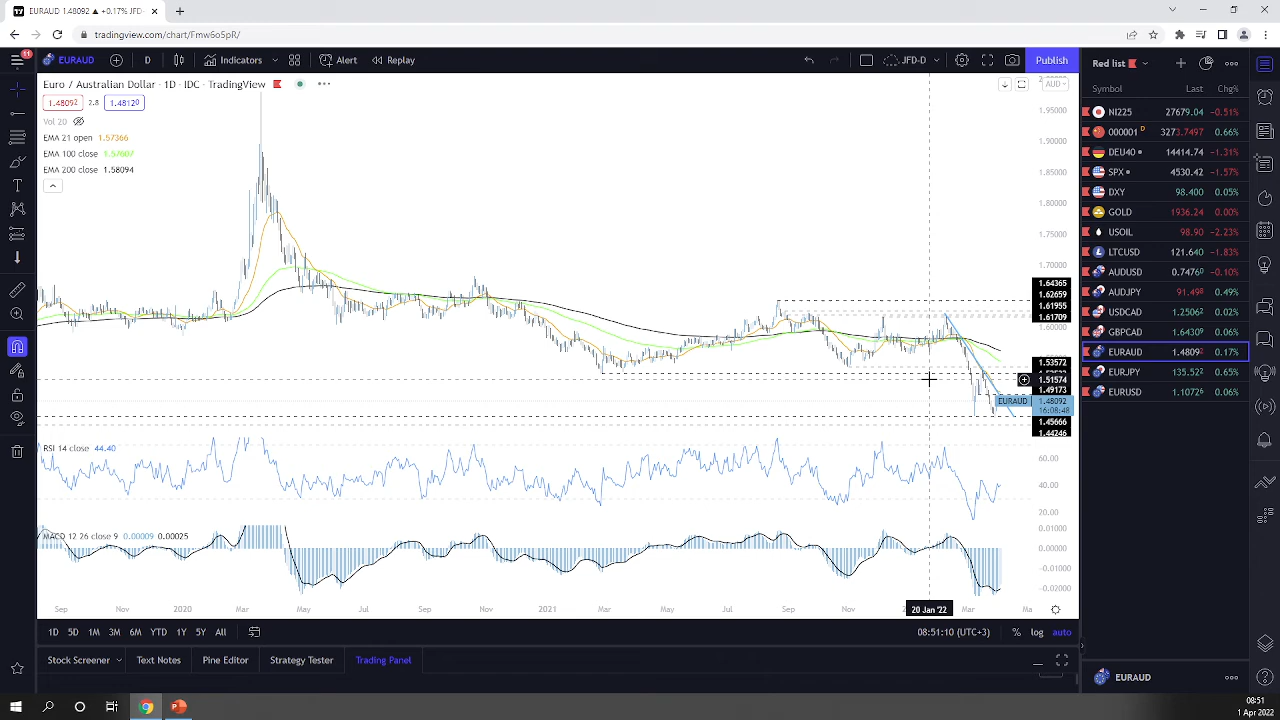 EURAUD 1.48092 ▲ +0.17% JFD-
tradingview.com/chart/Fmw6o5pR/
11
EURAUD
D
Indicators
Alert
Replay
JFD-D
Publish
Red list
Euro / Australian Dollar · 1D · IDC · TradingView
AUD
1.48092 2.8 1.48120
Vol 20
EMA 21 open 1.57366
EMA 100 close 1.57607
EMA 200 close 1.58094
1.95000
1.90000
1.85000
1.80000
1.75000
1.70000
1.64365
1.62659
1.61955
1.61709
1.60000
1.53572
1.51574
1.49173
EURAUD 1.48092
16:08:48
1.45666
1.44246
RSI 14 close 44.40
60.00
40.00
20.00
MACD 12 26 close 9 0.00009 0.00025
0.01000
0.00000
−0.01000
−0.02000
Sep Nov 2020 Mar May Jul Sep Nov 2021 Mar May Jul Sep Nov 20 Jan '22 Mar Ma
1D 5D 1M 3M 6M YTD 1Y 5Y All
08:51:10 (UTC+3) % log auto
Stock Screener Text Notes Pine Editor Strategy Tester Trading Panel
Symbol Last Chg%
NI225 27679.04 −0.51%
000001 D 3273.7497 0.66%
DEU40 14414.74 −1.31%
SPX 4530.42 −1.57%
DXY 98.400 0.05%
GOLD 1936.24 0.00%
USOIL 98.90 −2.23%
LTCUSD 121.640 −1.83%
AUDUSD 0.74760 −0.10%
AUDJPY 91.498 0.49%
USDCAD 1.25062 0.02%
GBPCAD 1.64309 0.06%
EURAUD 1.48092 0.17%
EURJPY 135.522 0.65%
EURUSD 1.10726 0.06%
EURAUD
08:51
1 Apr 2022